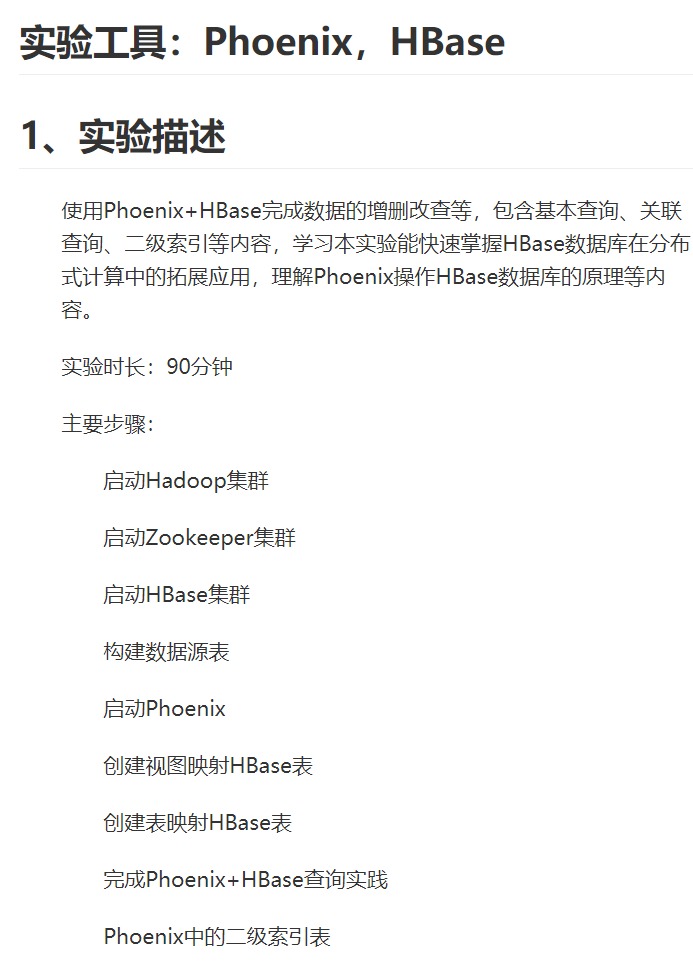 实验工具：Phoenix，HBase
1、实验描述
使用Phoenix+HBase完成数据的增删改查等，包含基本查询、关联
查询、二级索引等内容，学习本实验能快速掌握HBase数据库在分布
式计算中的拓展应用，理解Phoenix操作HBase数据库的原理等内
容。
实验时长：90分钟
主要步骤：
启动Hadoop集群
启动Zookeeper集群
启动HBase集群
构建数据源表
启动Phoenix
创建视图映射HBase表
创建表映射HBase表
完成Phoenix+HBase查询实践
Phoenix中的二级索引表